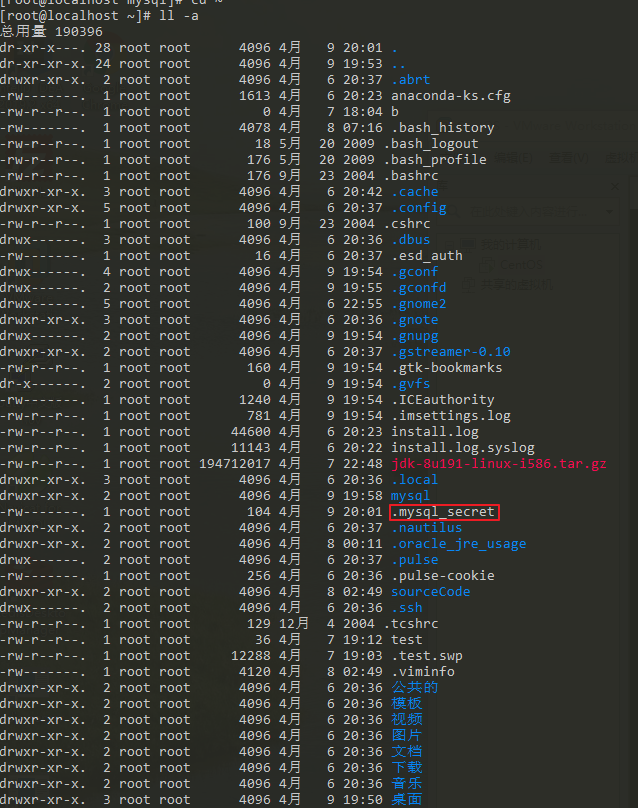 [root@localhost mysql]# cd ~
[root@localhost ~]# ll -a
总用量 190396
dr-xr-x---. 28 root root      4096 4月   9 20:01 .
dr-xr-xr-x. 24 root root      4096 4月   9 19:53 ..
drwxr-xr-x. 2 root root      4096 4月   6 20:37 .abrt
-rw-------. 1 root root      1613 4月   6 20:23 anaconda-ks.cfg
-rw-r--r--. 1 root root         0 4月   7 18:04 b
-rw-------. 1 root root      4078 4月   8 07:16 .bash_history
-rw-r--r--. 1 root root        18 5月  20 2009 .bash_logout
-rw-r--r--. 1 root root       176 5月  20 2009 .bash_profile
-rw-r--r--. 1 root root       176 9月  23 2004 .bashrc
drwxr-xr-x. 3 root root      4096 4月   6 20:42 .cache
drwxr-xr-x. 5 root root      4096 4月   6 20:37 .config
-rw-r--r--. 1 root root       100 9月  23 2004 .cshrc
drwx------. 3 root root      4096 4月   6 20:36 .dbus
-rw-------. 1 root root        16 4月   6 20:37 .esd_auth
drwx------. 4 root root      4096 4月   9 19:54 .gconf
drwx------. 2 root root      4096 4月   9 19:55 .gconfd
drwx------. 5 root root      4096 4月   6 22:55 .gnome2
drwxr-xr-x. 3 root root      4096 4月   6 20:36 .gnote
drwx------. 2 root root      4096 4月   9 19:54 .gnupg
drwxr-xr-x. 2 root root      4096 4月   6 20:37 .gstreamer-0.10
-rw-r--r--. 1 root root       160 4月   9 19:54 .gtk-bookmarks
dr-x------. 2 root root         0 4月   9 19:54 .gvfs
-rw-------. 1 root root      1240 4月   9 19:54 .ICEauthority
-rw-r--r--. 1 root root       781 4月   9 19:54 .imsettings.log
-rw-r--r--. 1 root root     44600 4月   6 20:23 install.log
-rw-r--r--. 1 root root     11143 4月   6 20:22 install.log.syslog
-rw-r--r--. 1 root root 194712017 4月   7 22:48 jdk-8u191-linux-i586.tar.gz
drwxr-xr-x. 3 root root      4096 4月   6 20:36 .local
drwxr-xr-x. 2 root root      4096 4月   9 19:58 mysql
-rw-------. 1 root root       104 4月   9 20:01 .mysql_secret
drwxr-xr-x. 2 root root      4096 4月   6 20:37 .nautilus
drwxr-xr-x. 2 root root      4096 4月   8 00:11 .oracle_jre_usage
drwx------. 2 root root      4096 4月   6 20:37 .pulse
-rw-------. 1 root root       256 4月   6 20:36 .pulse-cookie
drwxr-xr-x. 2 root root      4096 4月   8 02:49 sourceCode
drwx------. 2 root root      4096 4月   6 20:36 .ssh
-rw-r--r--. 1 root root       129 12月   4 2004 .tcshrc
-rw-r--r--. 1 root root        36 4月   7 19:12 test
-rw-r--r--. 1 root root     12288 4月   7 19:03 .test.swp
-rw-------. 1 root root      4120 4月   8 02:49 .viminfo
drwxr-xr-x. 2 root root      4096 4月   6 20:36 公共的
drwxr-xr-x. 2 root root      4096 4月   6 20:36 模板
drwxr-xr-x. 2 root root      4096 4月   6 20:36 视频
drwxr-xr-x. 2 root root      4096 4月   6 20:36 图片
drwxr-xr-x. 2 root root      4096 4月   6 20:36 文档
drwxr-xr-x. 2 root root      4096 4月   6 20:36 下载
drwxr-xr-x. 2 root root      4096 4月   6 20:36 音乐
drwxr-xr-x. 3 root root      4096 4月   9 19:50 桌面